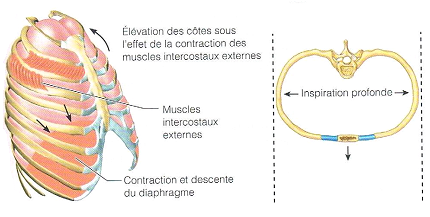 Élévation des côtes sous
l'effet de la contraction des
muscles intercostaux externes
Muscles
intercostaux
externes
Contraction et descente
du diaphragme
Inspiration profonde